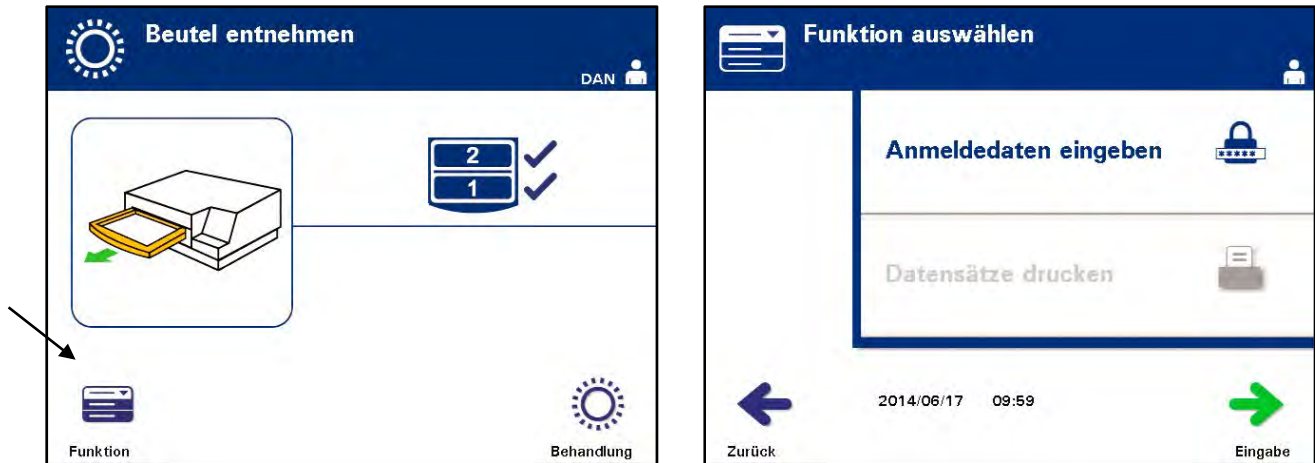 Beutel entnehmen
DAN
2
1
Funktion
Behandlung
Funktion auswählen
Anmeldedaten eingeben
*****
Datensätze drucken
2014/06/17 09:59
Zurück
Eingabe